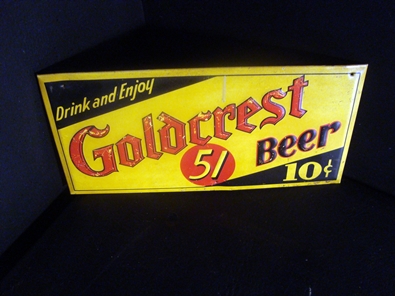 Drink and Enjoy
Goldcrest
51 Beer
10¢